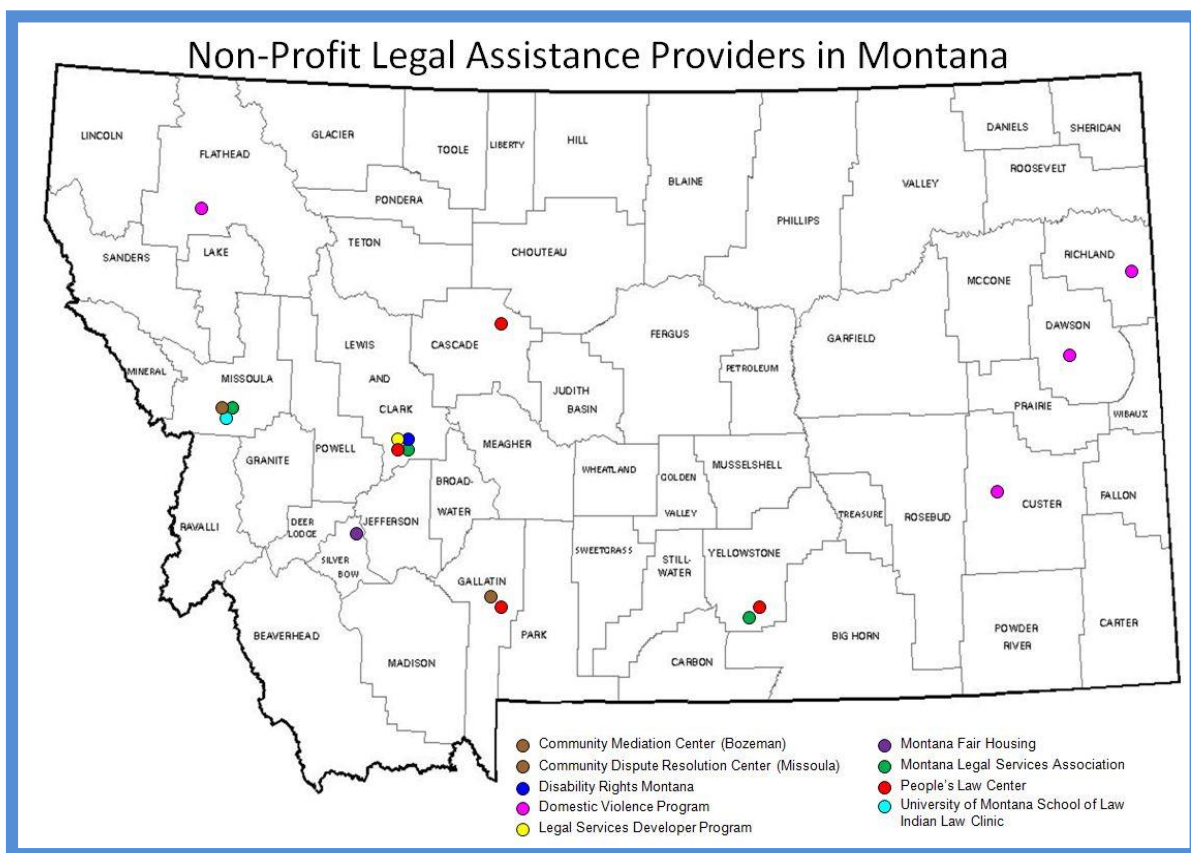 Non-Profit Legal Assistance Providers in Montana
LINCOLN
FLATHEAD
GLACIER
TOOLE
LIBERTY
HILL
BLAINE
PHILLIPS
VALLEY
DANIELS
SHERIDAN
ROOSEVELT
PONDERA
TETON
CHOUTEAU
SANDERS
LAKE
RICHLAND
MCCONE
DAWSON
MINERAL
MISSOULA
LEWIS
AND
CLARK
CASCADE
JUDITH
BASIN
FERGUS
PETROLEUM
GARFIELD
PRAIRIE
WIBAUX
POWELL
GRANITE
RAVALLI
DEER
LODGE
SILVER
BOW
JEFFERSON
BROAD-
WATER
MEAGHER
WHEATLAND
GOLDEN
VALLEY
MUSSELSHELL
TREASURE
ROSEBUD
CUSTER
FALLON
GALLATIN
PARK
SWEETGRASS
STILL-
WATER
YELLOWSTONE
BEAVERHEAD
MADISON
CARBON
BIG HORN
POWDER
RIVER
CARTER
Community Mediation Center (Bozeman)
Community Dispute Resolution Center (Missoula)
Disability Rights Montana
Domestic Violence Program
Legal Services Developer Program
Montana Fair Housing
Montana Legal Services Association
People's Law Center
University of Montana School of Law
Indian Law Clinic